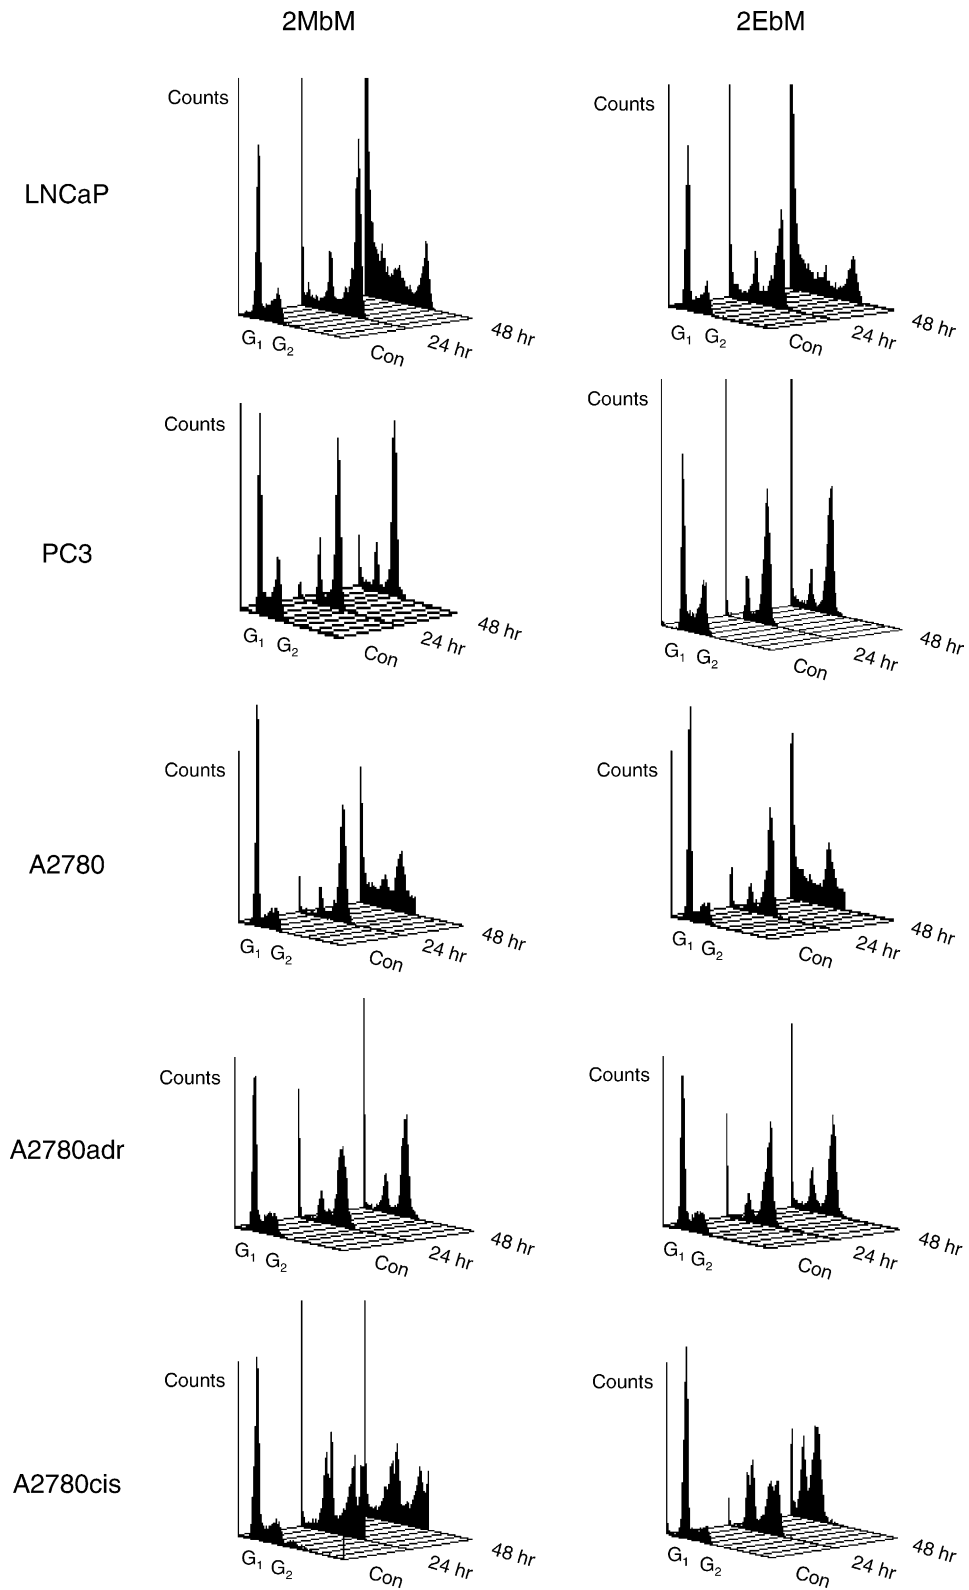 2MbM 2EbM
Counts Counts
LNCaP
G1 G2 Con 24 hr 48 hr G1 G2 Con 24 hr 48 hr
Counts Counts
PC3
G1 G2 Con 24 hr 48 hr G1 G2 Con 24 hr 48 hr
Counts Counts
A2780
G1 G2 Con 24 hr 48 hr G1 G2 Con 24 hr 48 hr
Counts Counts
A2780adr
G1 G2 Con 24 hr 48 hr G1 G2 Con 24 hr 48 hr
Counts Counts
A2780cis
G1 G2 Con 24 hr 48 hr G1 G2 Con 24 hr 48 hr